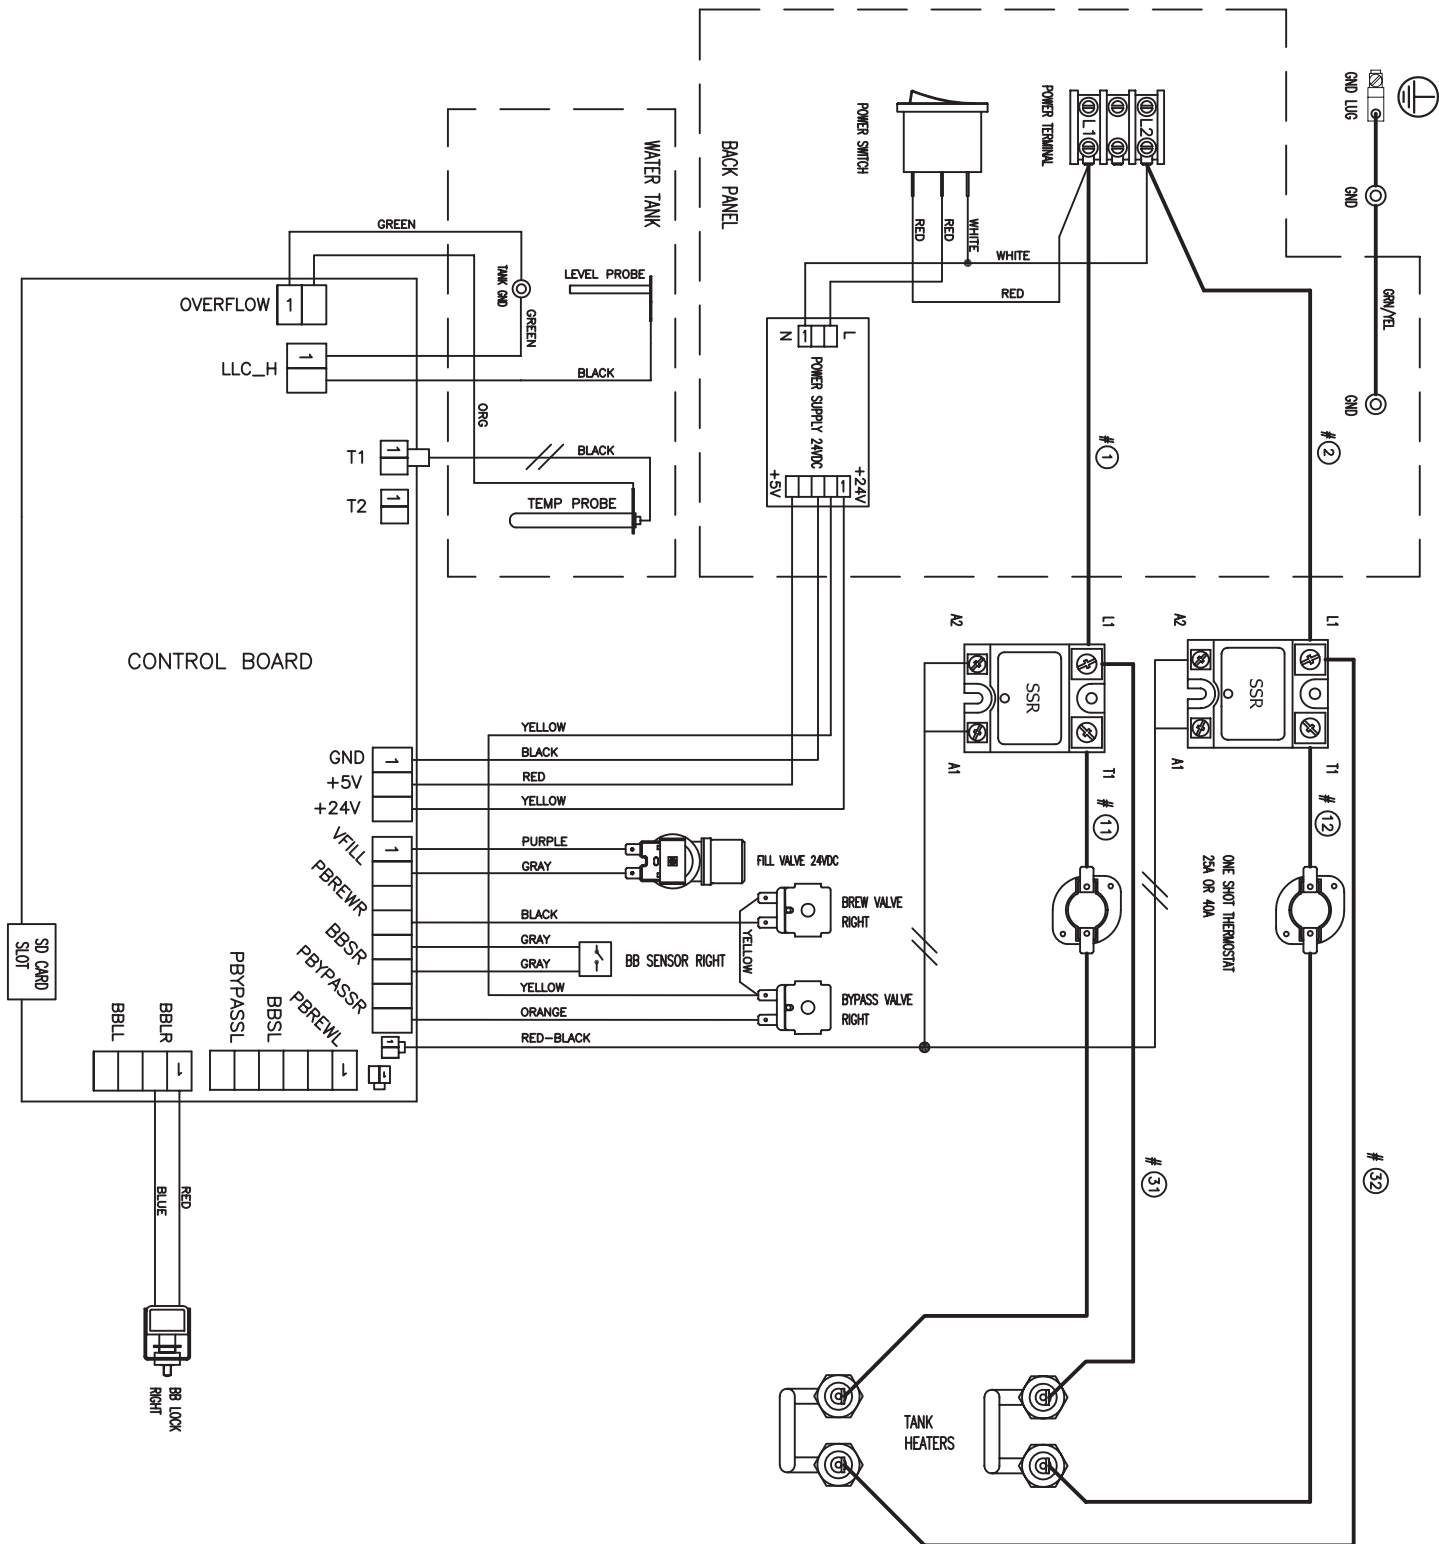 GND LUG
GND
GRN/YEL
GND
L1
L2
POWER TERMINAL
POWER SWITCH
RED
RED
WHITE
WHITE
RED
BACK PANEL
WATER TANK
GREEN
TANK GND
GREEN
LEVEL PROBE
BLACK
ORG
BLACK
TEMP PROBE
OVERFLOW
1
LLC_H
1
T1
1
T2
1
N
1
L
POWER SUPPLY 24VDC
+5V
1
+24V
# 1
# 2
CONTROL BOARD
A2
L1
SSR
A1
T1
A2
L1
SSR
A1
T1
# 11
# 12
ONE SHOT THERMOSTAT
25A OR 40A
YELLOW
GND
1
BLACK
+5V
RED
+24V
YELLOW
VFILL
1
PURPLE
GRAY
FILL VALVE 24VDC
PBREWR
BLACK
BREW VALVE
RIGHT
YELLOW
BBSR
GRAY
GRAY
BB SENSOR RIGHT
PBYPASSR
YELLOW
ORANGE
BYPASS VALVE
RIGHT
RED-BLACK
1
1
SD CARD
SLOT
BBLL
BBLR
1
PBYPASSL
BBSL
PBREWL
1
BLUE
RED
BB LOCK
RIGHT
# 31
# 32
TANK
HEATERS